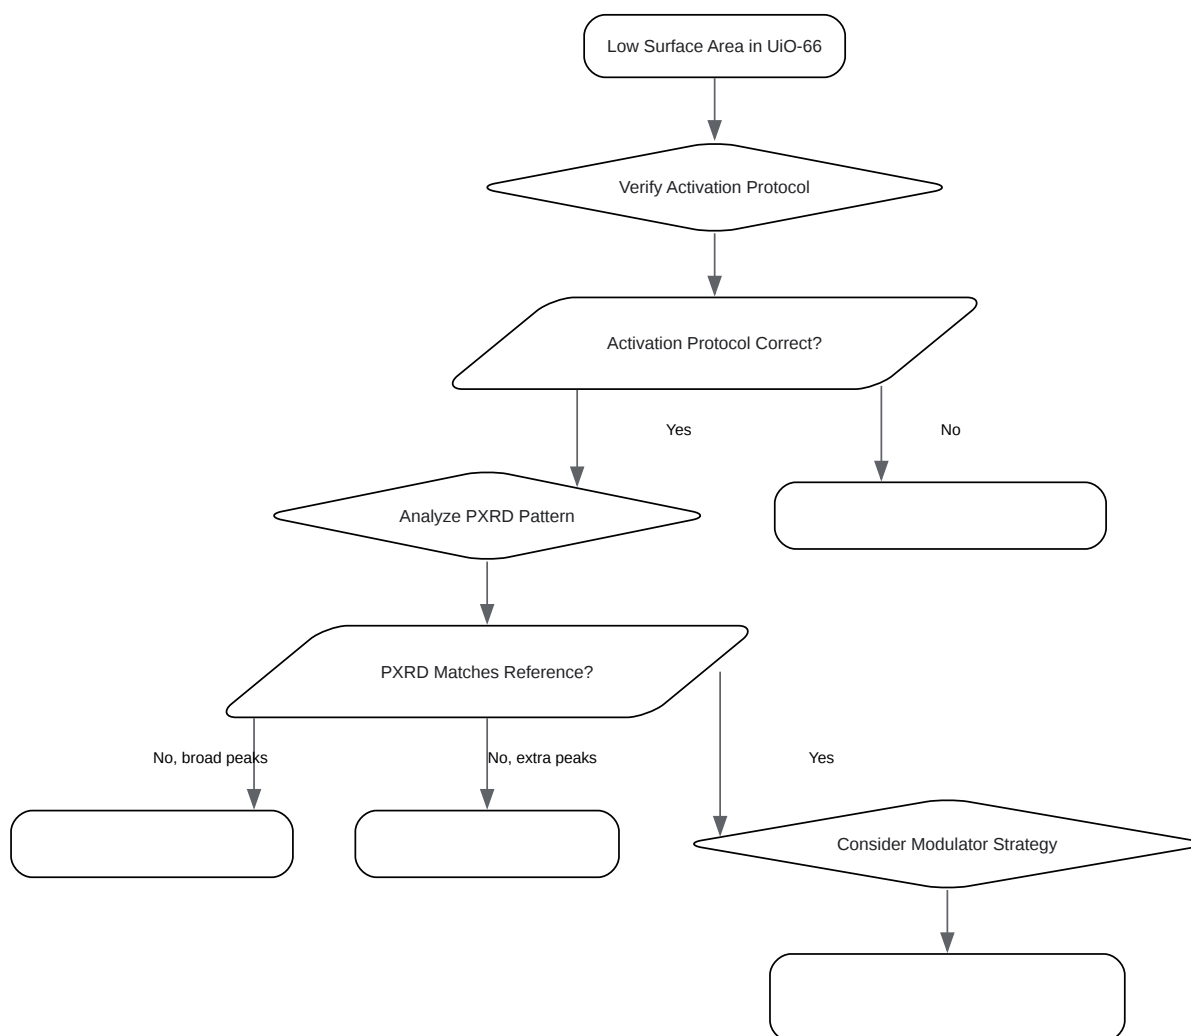 Low Surface Area in UiO-66
Verify Activation Protocol
Activation Protocol Correct?
Yes
No
Analyze PXRD Pattern
PXRD Matches Reference?
No, broad peaks
No, extra peaks
Yes
Consider Modulator Strategy